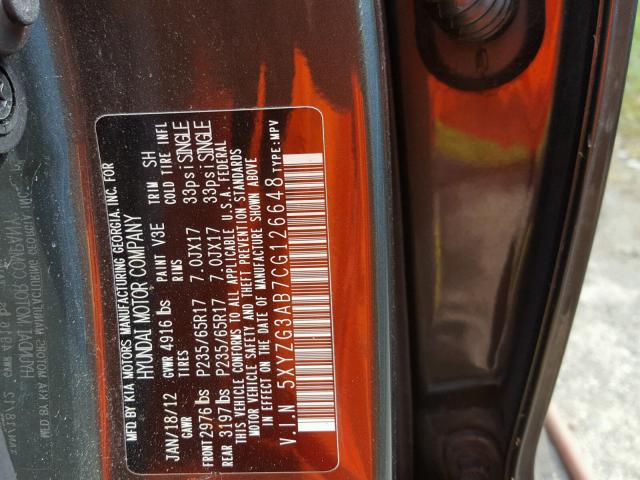 MFD BY KIA MOTORS MANUFACTURING GEORGIA, INC. FOR
HYUNDAI MOTOR COMPANY
JAN/18/12 GVWR 4916 lbs PAINT V3E TRIM SH
GAWR TIRES RIMS COLD TIRE INFL
FRONT 2976 lbs P235/65R17 7.0JX17 33psi SINGLE
REAR 3197 lbs P235/65R17 7.0JX17 33psi SINGLE
THIS VEHICLE CONFORMS TO ALL APPLICABLE U.S.A. FEDERAL
MOTOR VEHICLE SAFETY AND THEFT PREVENTION STANDARDS
IN EFFECT ON THE DATE OF MANUFACTURE SHOWN ABOVE.
V.I.N 5XYZG3AB7CG126648 TYPE: MPV